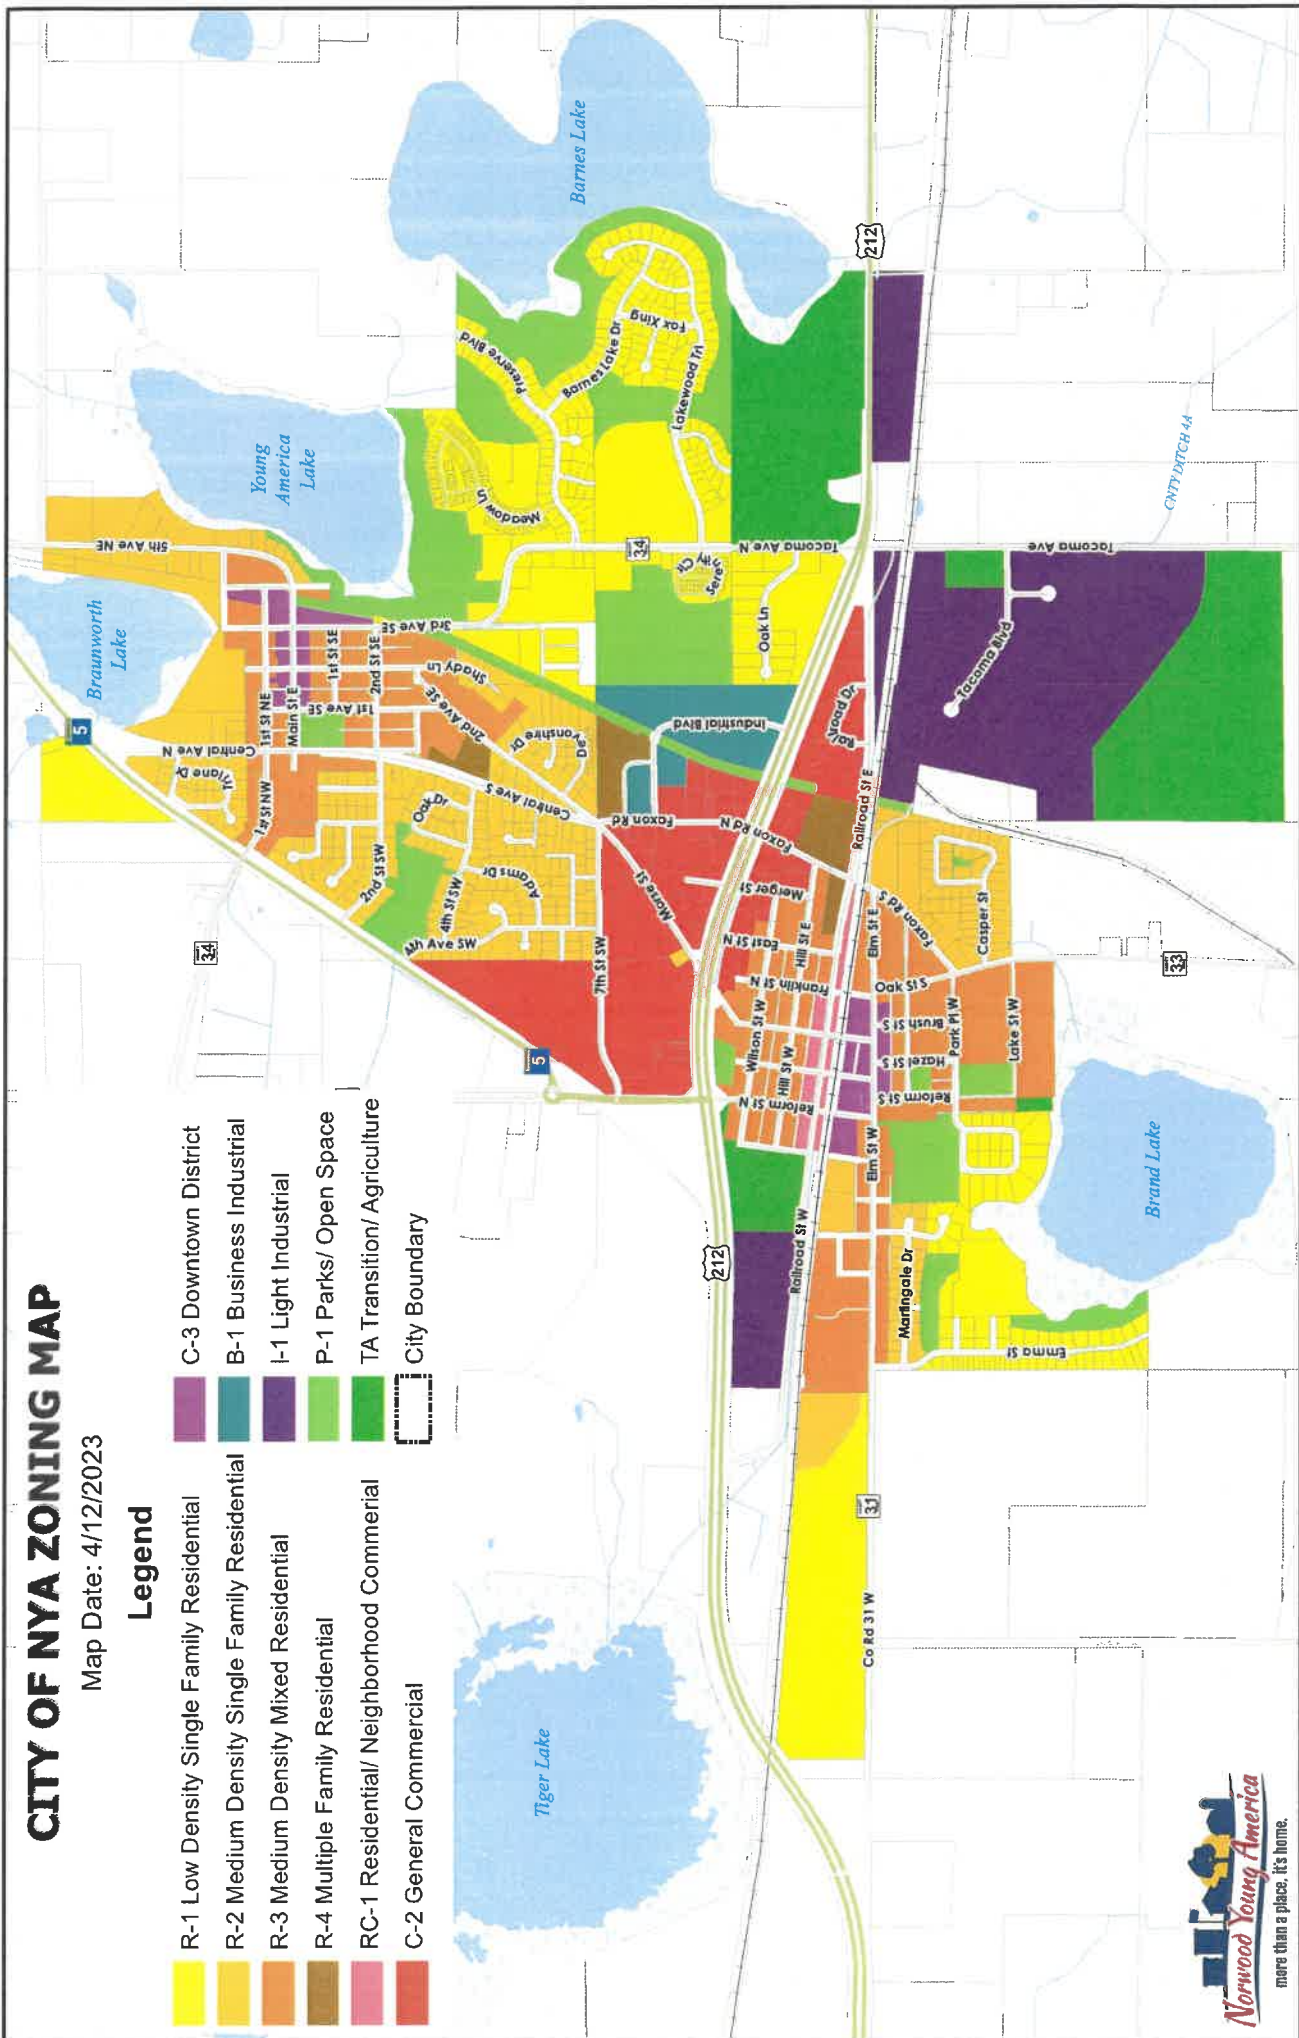 CITY OF NYA ZONING MAP
Map Date: 4/12/2023
Legend
R-1 Low Density Single Family Residential
R-2 Medium Density Single Family Residential
R-3 Medium Density Mixed Residential
R-4 Multiple Family Residential
RC-1 Residential/ Neighborhood Commerial
C-2 General Commercial
C-3 Downtown District
B-1 Business Industrial
I-1 Light Industrial
P-1 Parks/ Open Space
TA Transition/ Agriculture
City Boundary
Tiger Lake
Brand Lake
Barnes Lake
Young
America
Lake
Braunworth
Lake
CNTY DITCH 4A
5
5
34
34
212
212
31
33
5th Ave NE
3rd Ave SE
1st St NE
Main St E
1st St SE
2nd St SE
1st Ave SE
2nd Ave SE
Shady Ln
Central Ave N
Central Ave S
1st St NW
2nd St SW
Oak Dr
4th St SW
4th Ave SW
Adams Dr
Devonshire Dr
7th St SW
Morse St
Faxon Rd
Faxon Rd N
Faxon Rd S
Industrial Blvd
Railroad Dr
Railroad St E
Railroad St W
Preserve Blvd
Barnes Lake Dr
Fox Xing
Lakewood Trl
Meadow Ln
Serenity Cir
Oak Ln
Tacoma Ave N
Tacoma Ave
Tacoma Blvd
Merger St
East St N
Hill St E
Franklin St N
Wilson St W
Hill St W
Reform St N
Elm St E
Elm St W
Oak St S
Brush St S
Hazel St S
Reform St S
Park Pl W
Lake St W
Casper St
Martingale Dr
Emma St
Co Rd 31 W
Norwood Young America
more than a place, it's home.